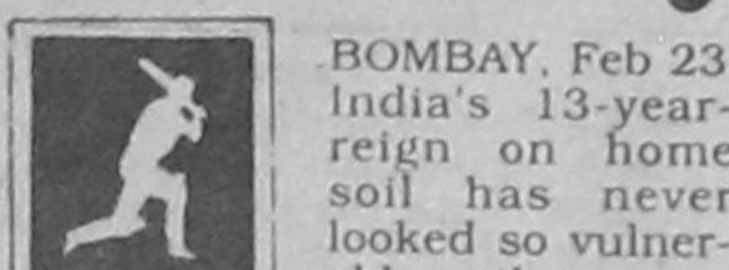 BOMBAY, Feb 23
India's 13-year-
reign on home
soil has never
looked so vulner-